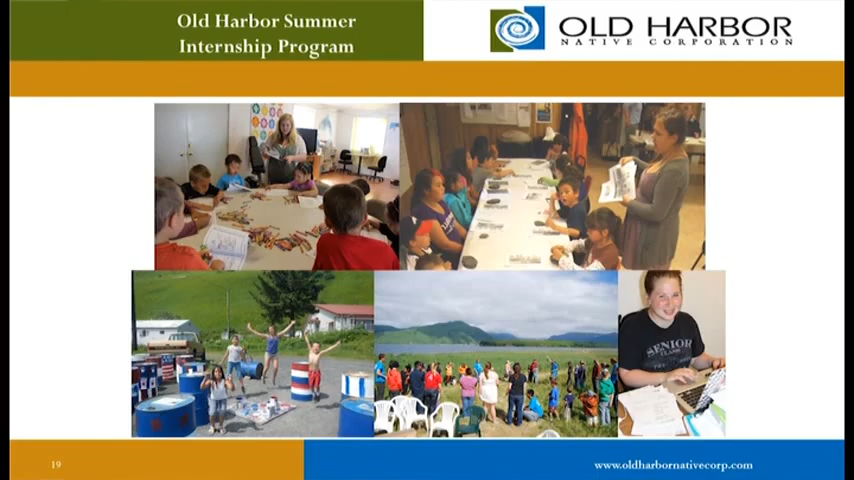 Old Harbor Summer
Internship Program
OLD HARBOR
NATIVE CORPORATION
SENIOR
19
www.oldharbornativecorp.com